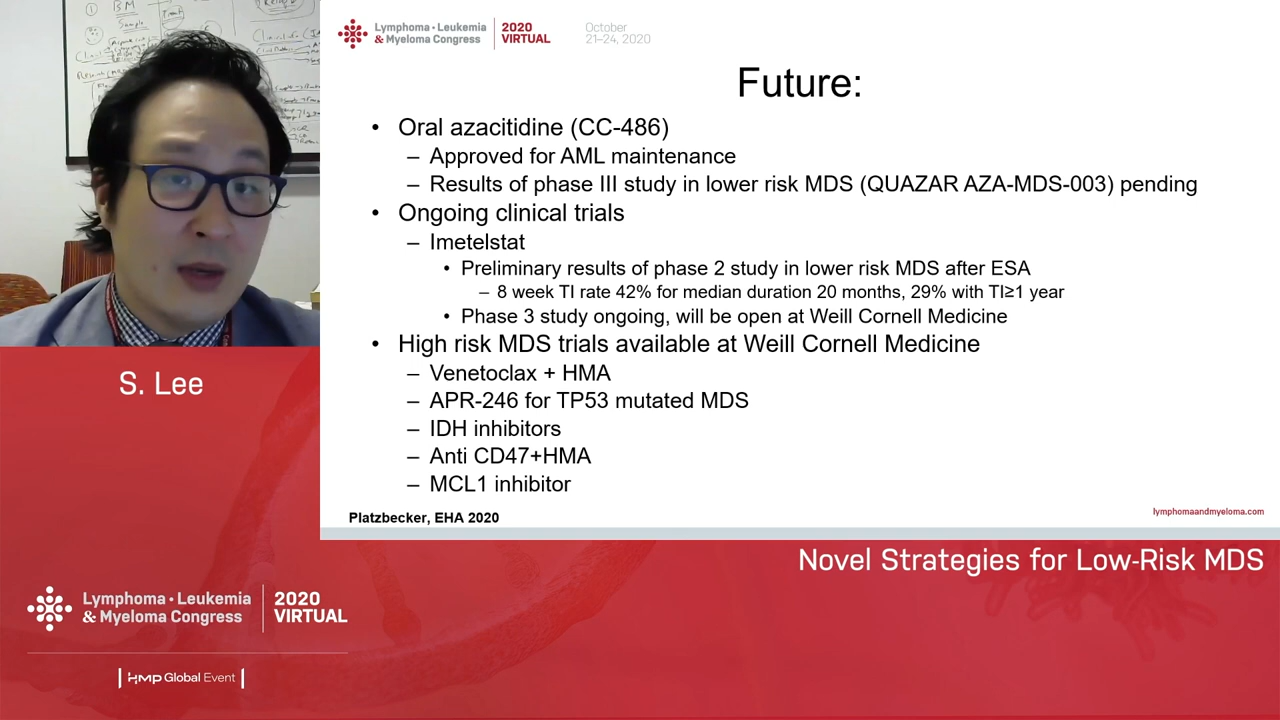 BM
Sample
Lymphoma • Leukemia
& Myeloma Congress
2020
VIRTUAL
October
21–24, 2020
Future:
• Oral azacitidine (CC-486)
– Approved for AML maintenance
– Results of phase III study in lower risk MDS (QUAZAR AZA-MDS-003) pending
• Ongoing clinical trials
– Imetelstat
• Preliminary results of phase 2 study in lower risk MDS after ESA
– 8 week TI rate 42% for median duration 20 months, 29% with TI≥1 year
• Phase 3 study ongoing, will be open at Weill Cornell Medicine
• High risk MDS trials available at Weill Cornell Medicine
– Venetoclax + HMA
– APR-246 for TP53 mutated MDS
– IDH inhibitors
– Anti CD47+HMA
– MCL1 inhibitor
Platzbecker, EHA 2020
lymphomaandmyeloma.com
S. Lee
Novel Strategies for Low-Risk MDS
Lymphoma • Leukemia
& Myeloma Congress
2020
VIRTUAL
HMP Global Event